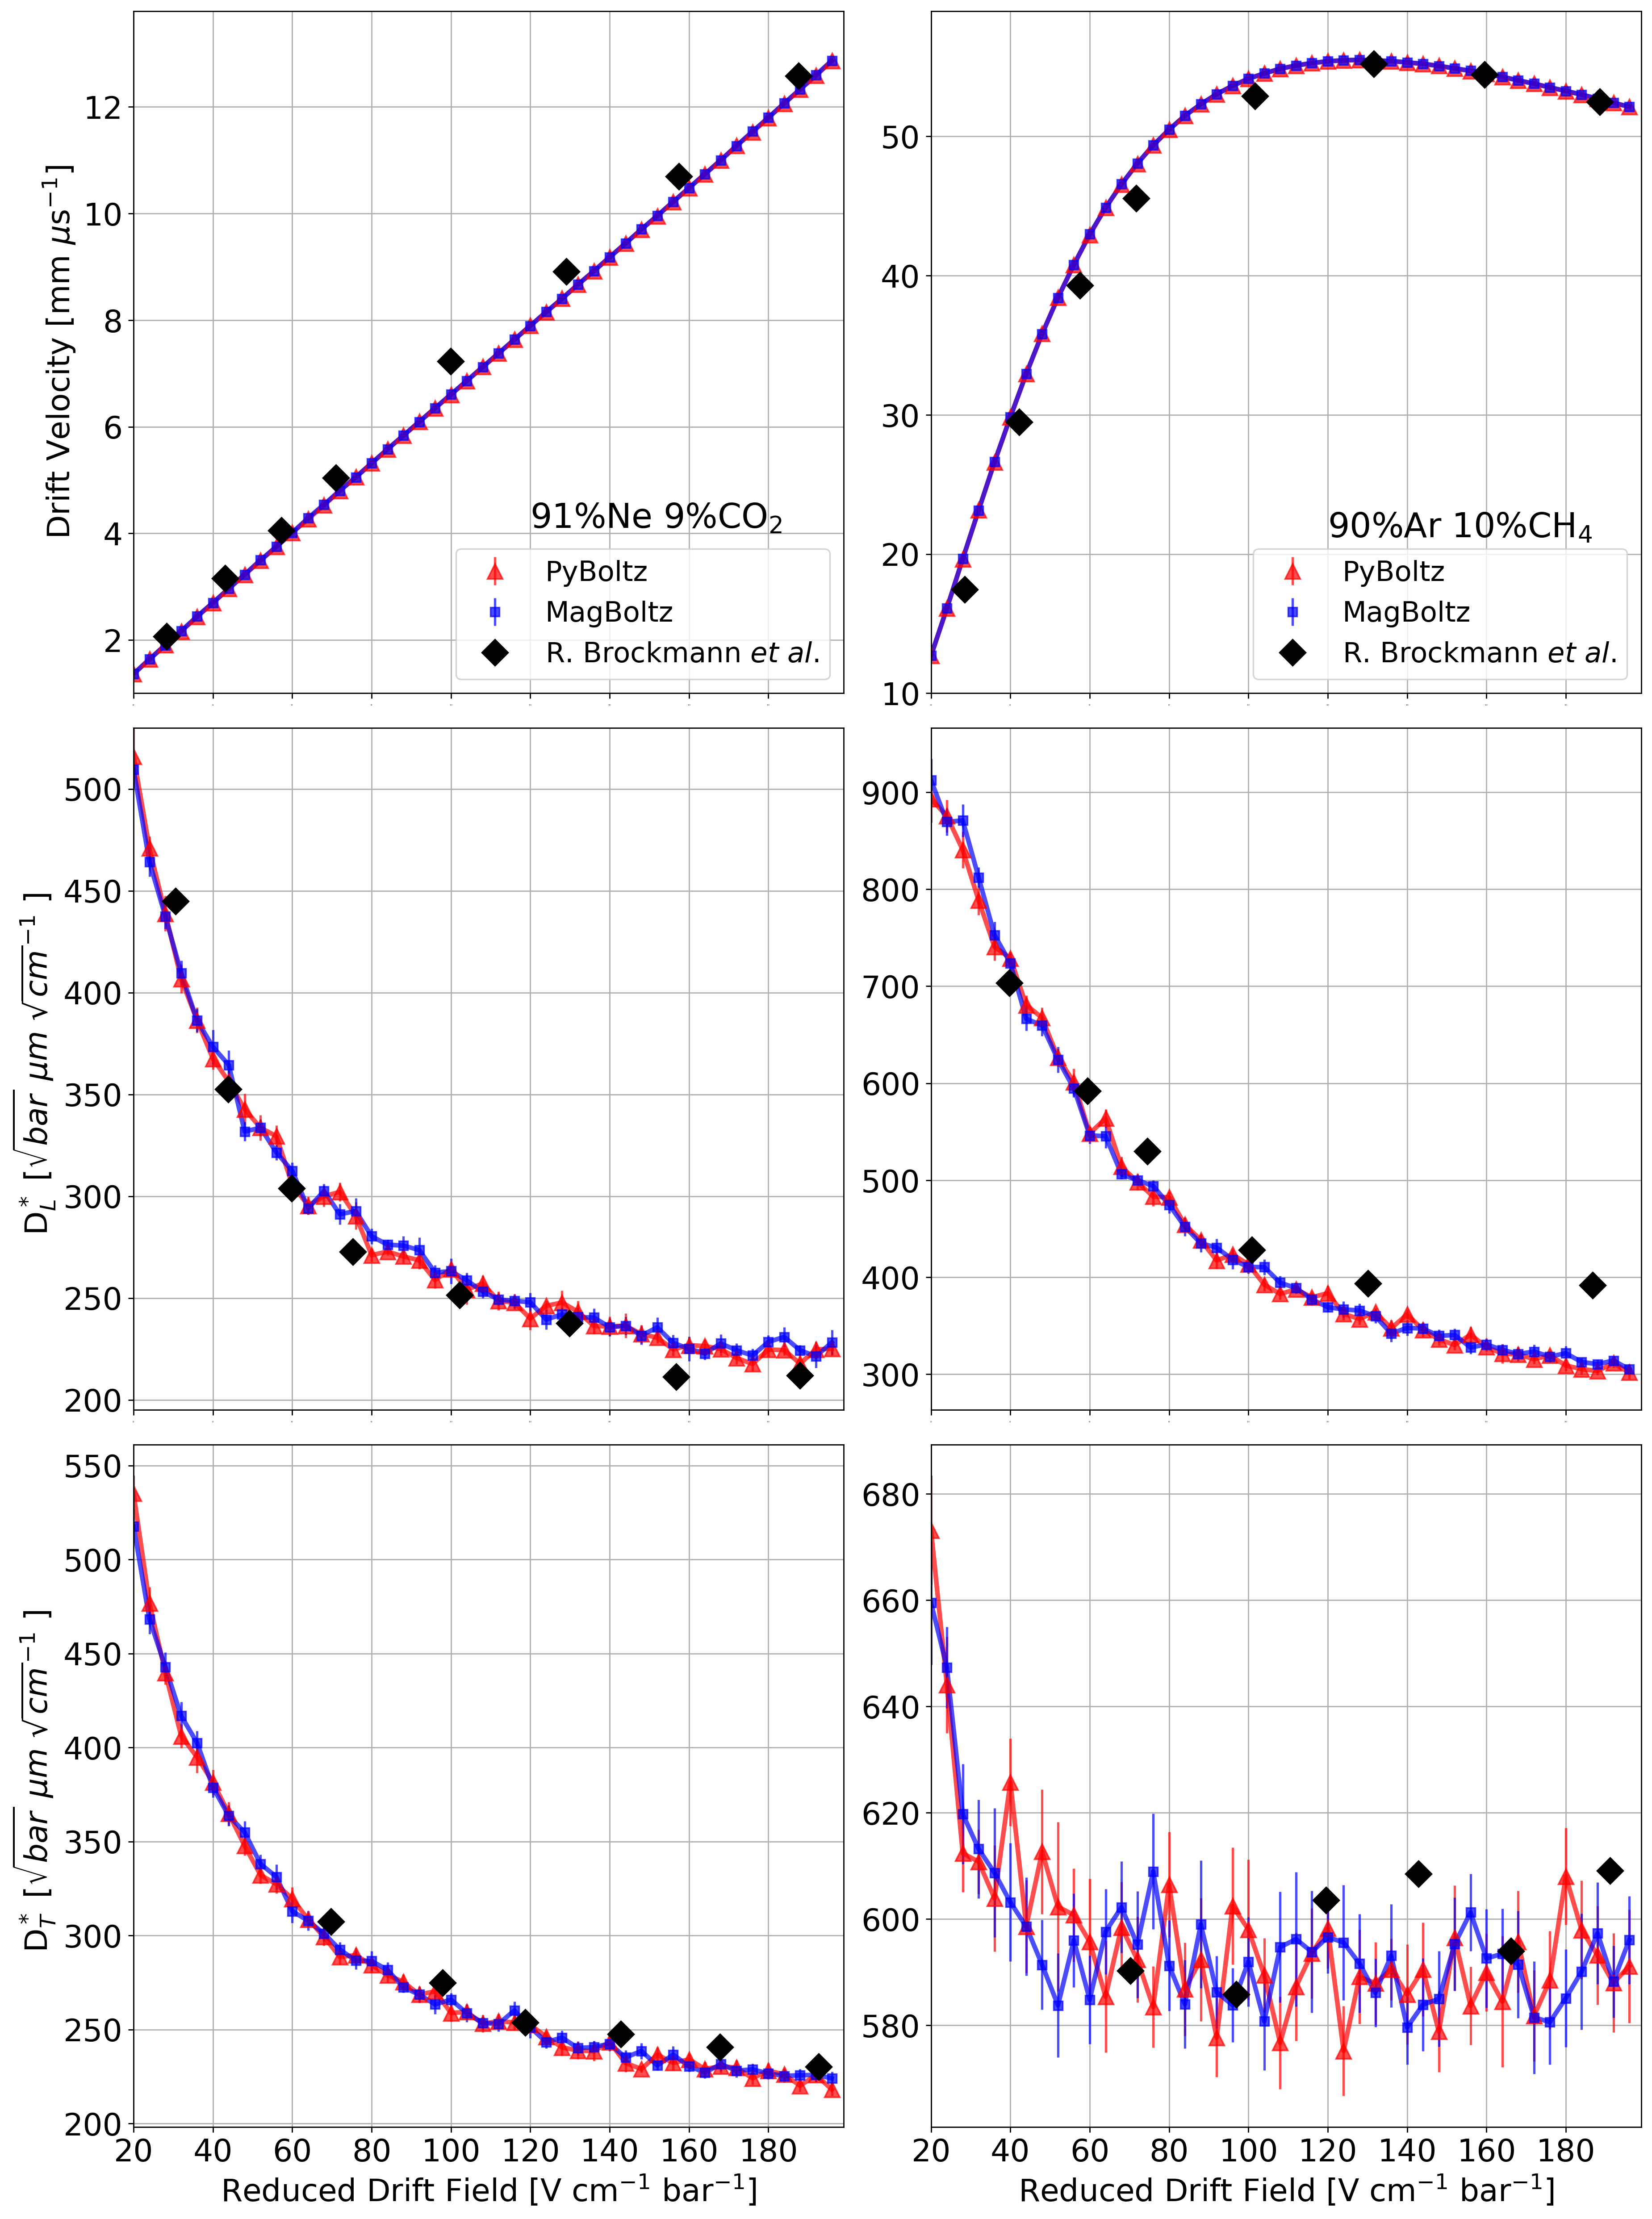 12
10
8
6
4
2
Drift Velocity [mm μs⁻¹]
91%Ne 9%CO₂
PyBoltz
MagBoltz
R. Brockmann et al.
50
40
30
20
10
90%Ar 10%CH₄
PyBoltz
MagBoltz
R. Brockmann et al.
500
450
400
350
300
250
200
D*L [√bar μm √cm⁻¹ ]
900
800
700
600
500
400
300
550
500
450
400
350
300
250
200
D*T [√bar μm √cm⁻¹ ]
20 40 60 80 100 120 140 160 180
Reduced Drift Field [V cm⁻¹ bar⁻¹]
680
660
640
620
600
580
20 40 60 80 100 120 140 160 180
Reduced Drift Field [V cm⁻¹ bar⁻¹]